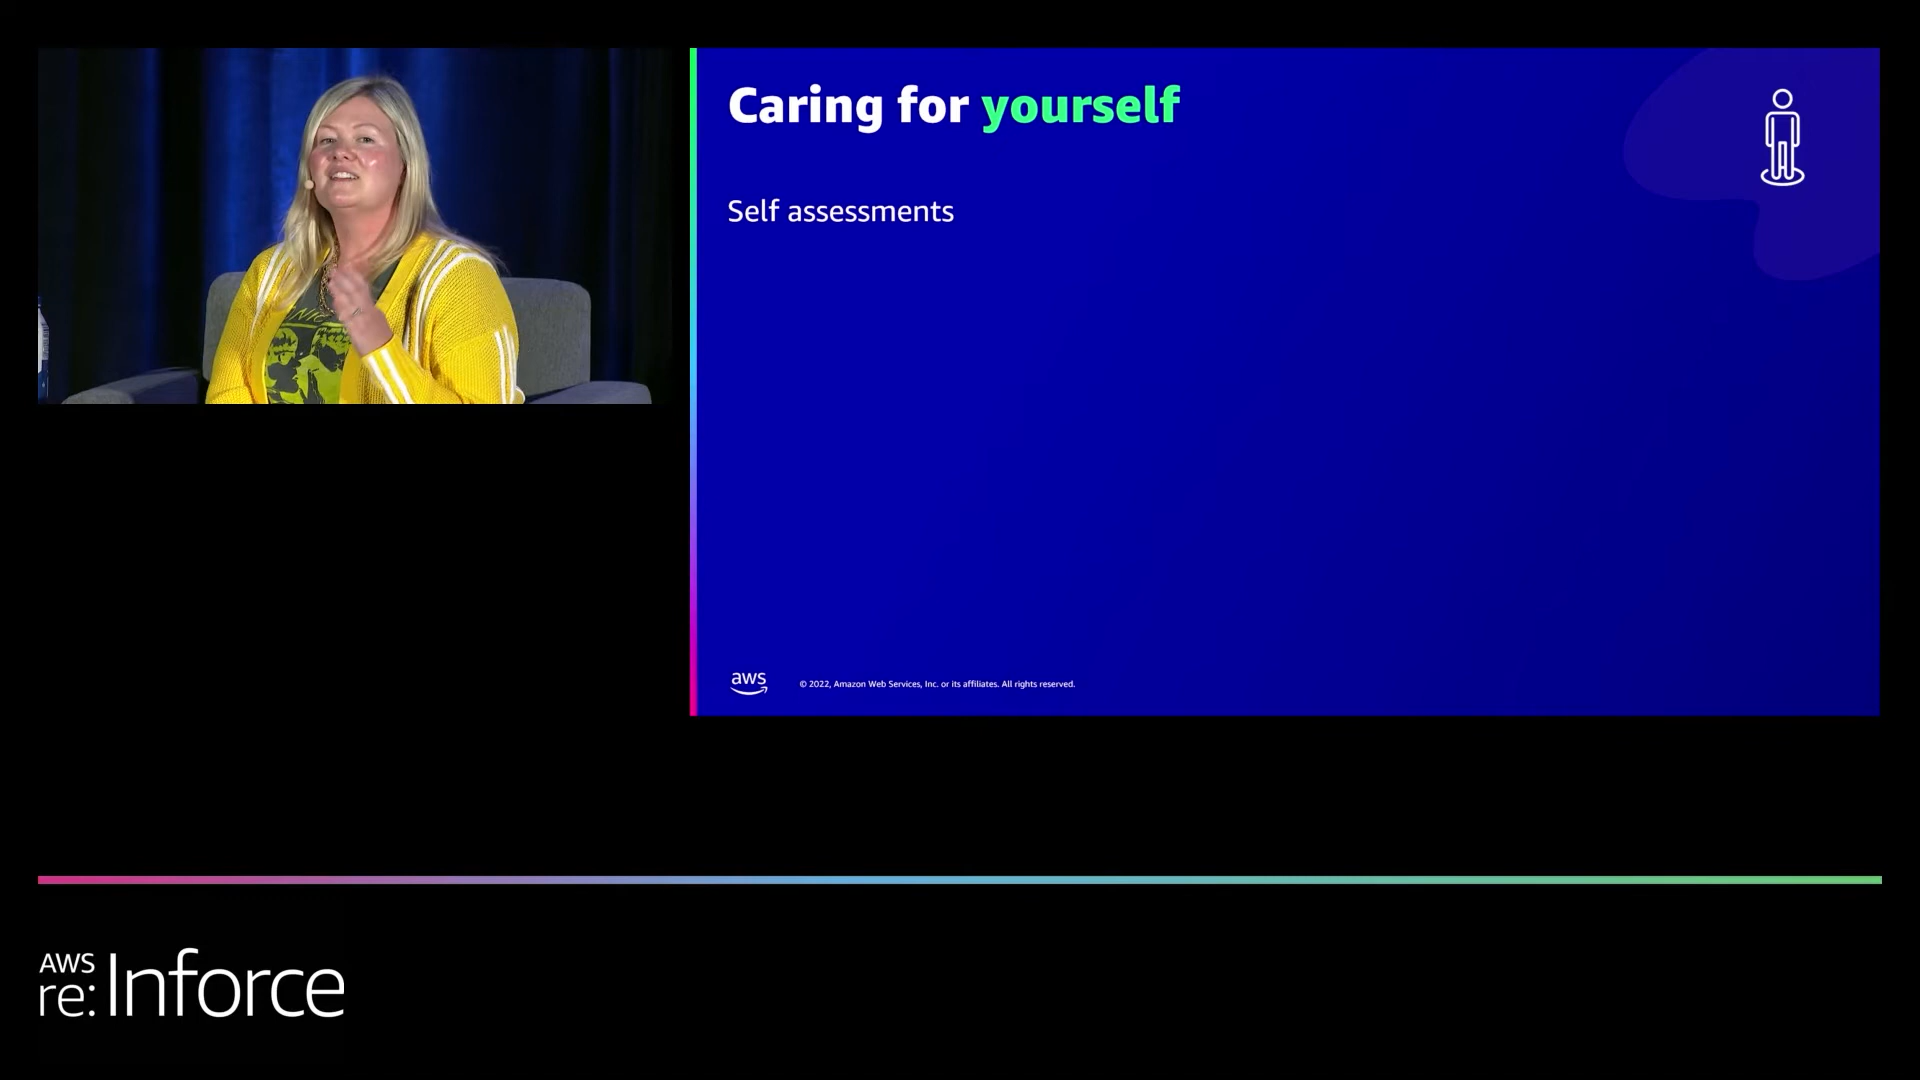 Caring for yourself
Self assessments
aws
© 2022, Amazon Web Services, Inc. or its affiliates. All rights reserved.
AWS
re:Inforce